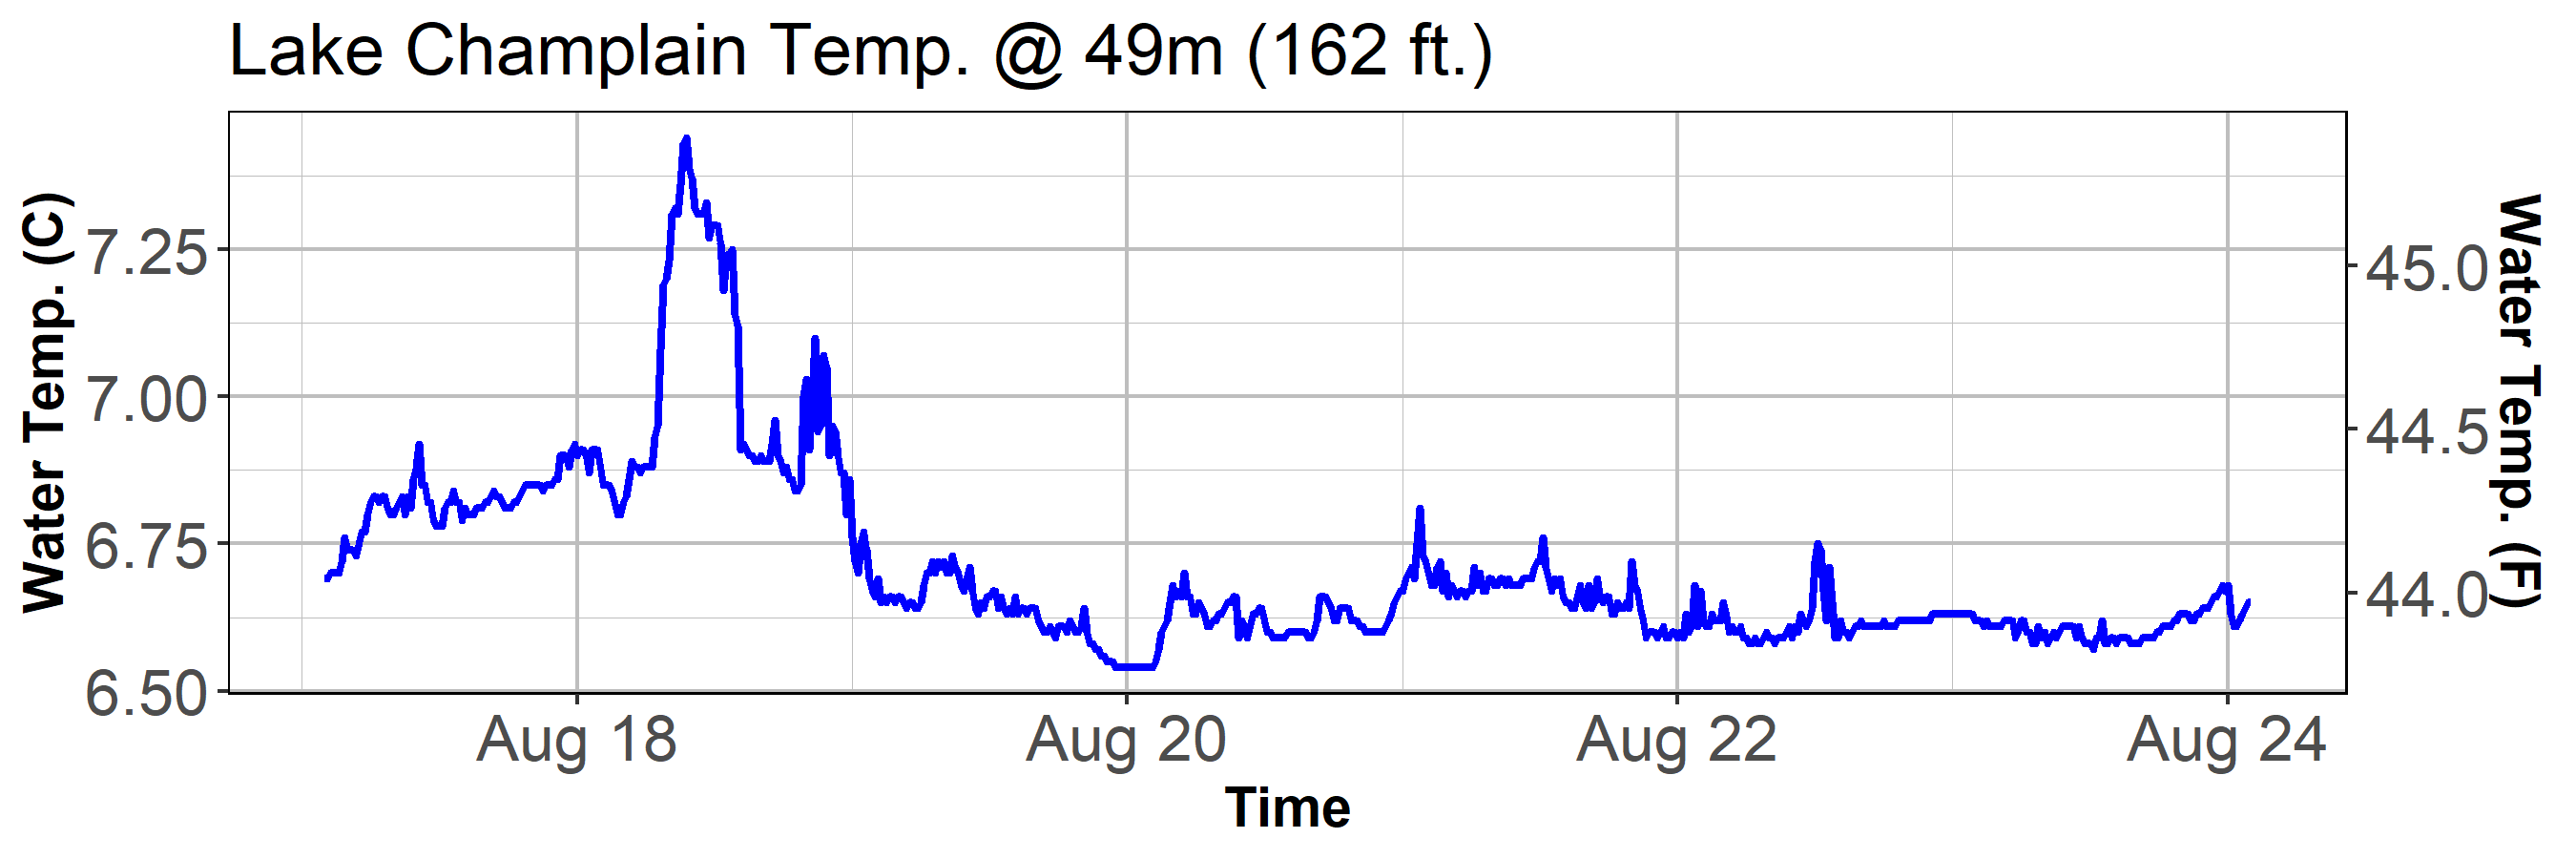 Lake Champlain Temp. @ 49m (162 ft.)
Water Temp. (C)
7.25
7.00
6.75
6.50
45.0
44.5
44.0
Water Temp. (F)
Aug 18
Aug 20
Aug 22
Aug 24
Time